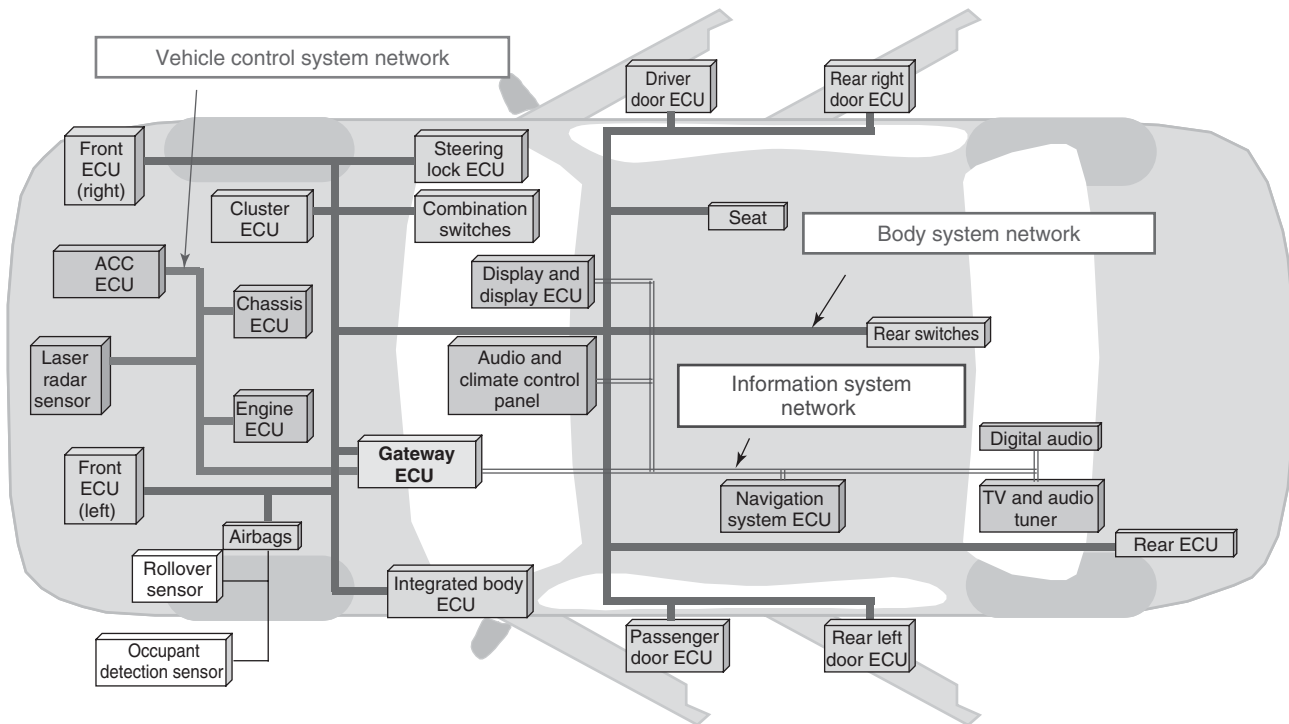 Vehicle control system network
Driver
door ECU
Rear right
door ECU
Front
ECU
(right)
Steering
lock ECU
Cluster
ECU
Combination
switches
Seat
Body system network
ACC
ECU
Display and
display ECU
Chassis
ECU
Rear switches
Laser
radar
sensor
Audio and
climate control
panel
Information system
network
Engine
ECU
Gateway
ECU
Digital audio
Front
ECU
(left)
Navigation
system ECU
TV and audio
tuner
Airbags
Rear ECU
Rollover
sensor
Integrated body
ECU
Passenger
door ECU
Rear left
door ECU
Occupant
detection sensor